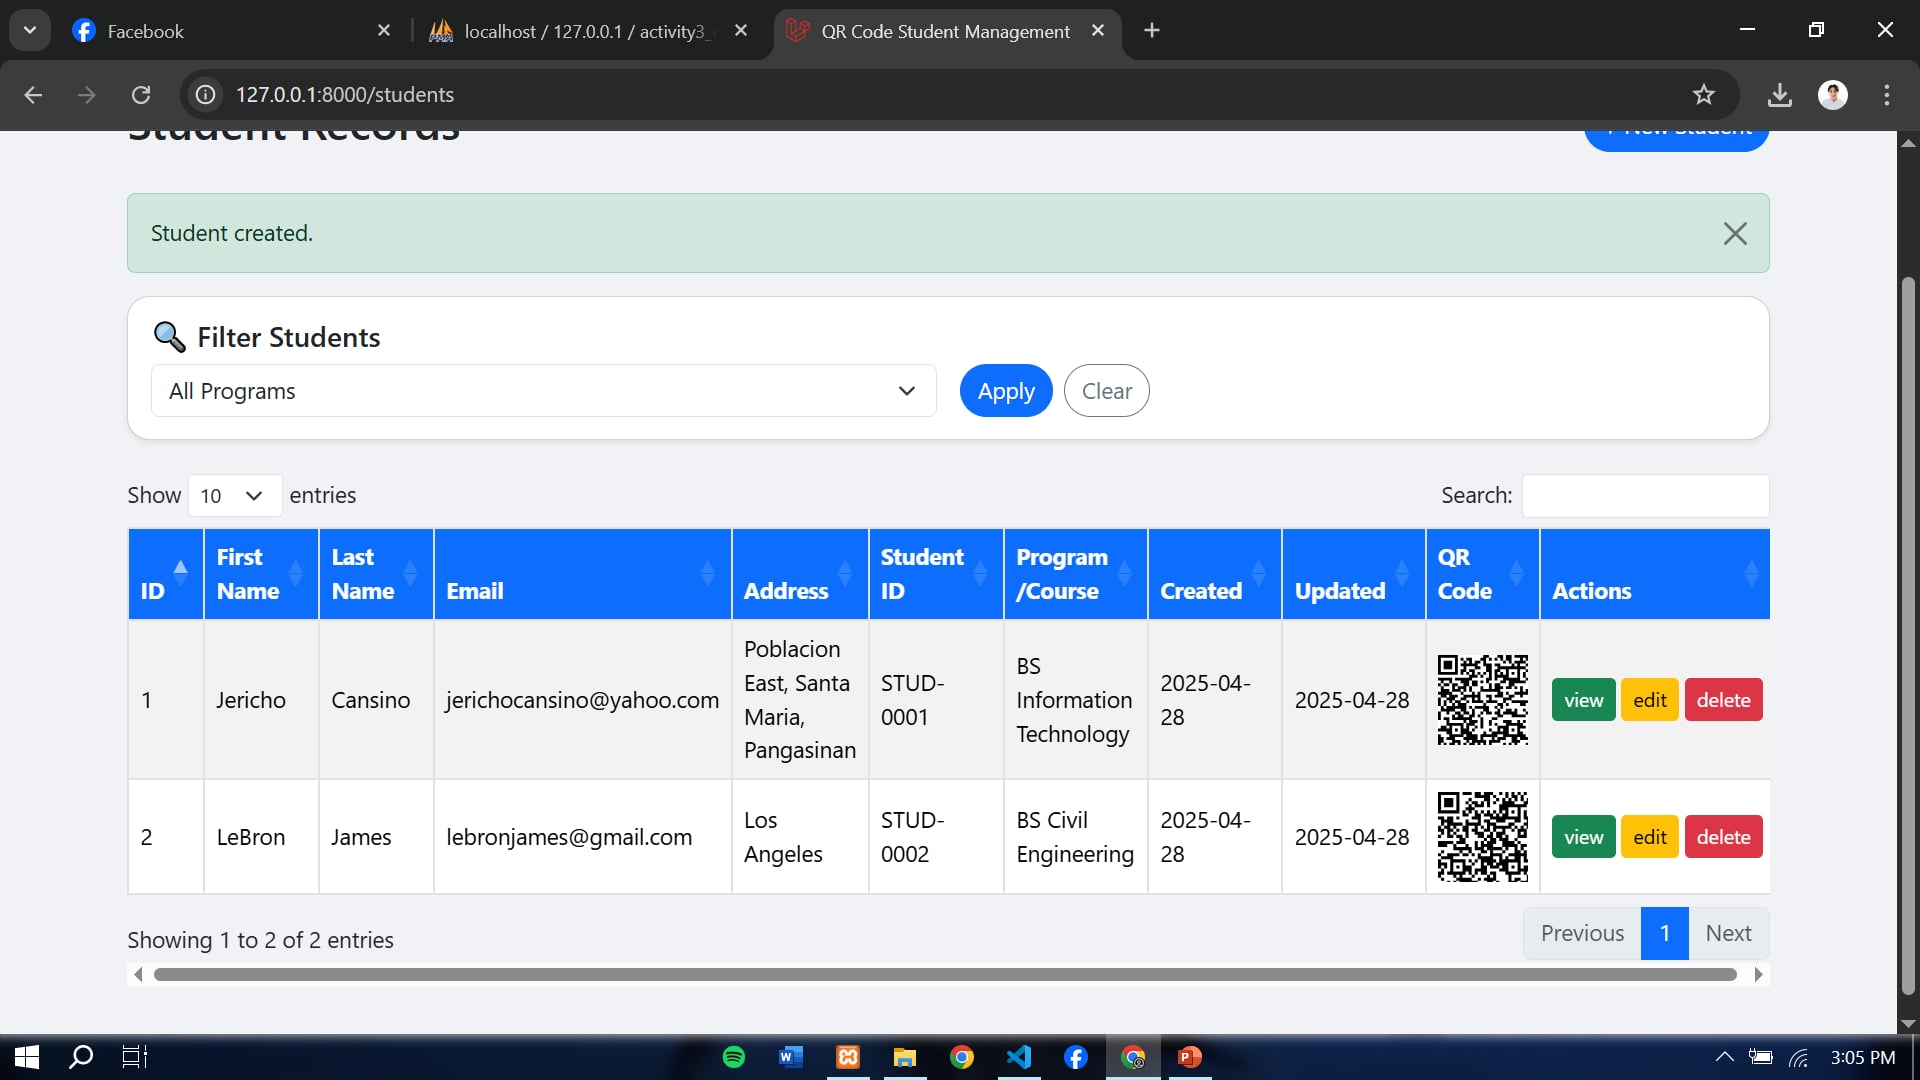 Facebook
localhost / 127.0.0.1 / activity3_
QR Code Student Management
127.0.0.1:8000/students
Student Records
+ New Student
Student created.
Filter Students
All Programs
Apply
Clear
Show 10 entries
Search:
ID
First Name
Last Name
Email
Address
Student ID
Program /Course
Created
Updated
QR Code
Actions
1
Jericho
Cansino
jerichocansino@yahoo.com
Poblacion
East, Santa
Maria,
Pangasinan
STUD-
0001
BS
Information
Technology
2025-04-
28
2025-04-28
view
edit
delete
2
LeBron
James
lebronjames@gmail.com
Los
Angeles
STUD-
0002
BS Civil
Engineering
2025-04-
28
2025-04-28
view
edit
delete
Showing 1 to 2 of 2 entries
Previous
1
Next
3:05 PM